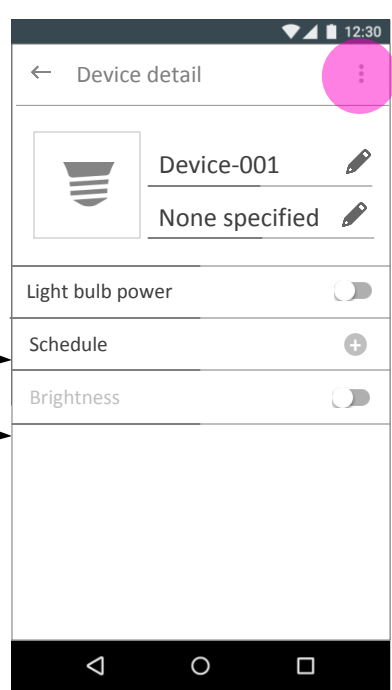 12:30
Device detail
Device-001
None specified
Light bulb power
Schedule
Brightness